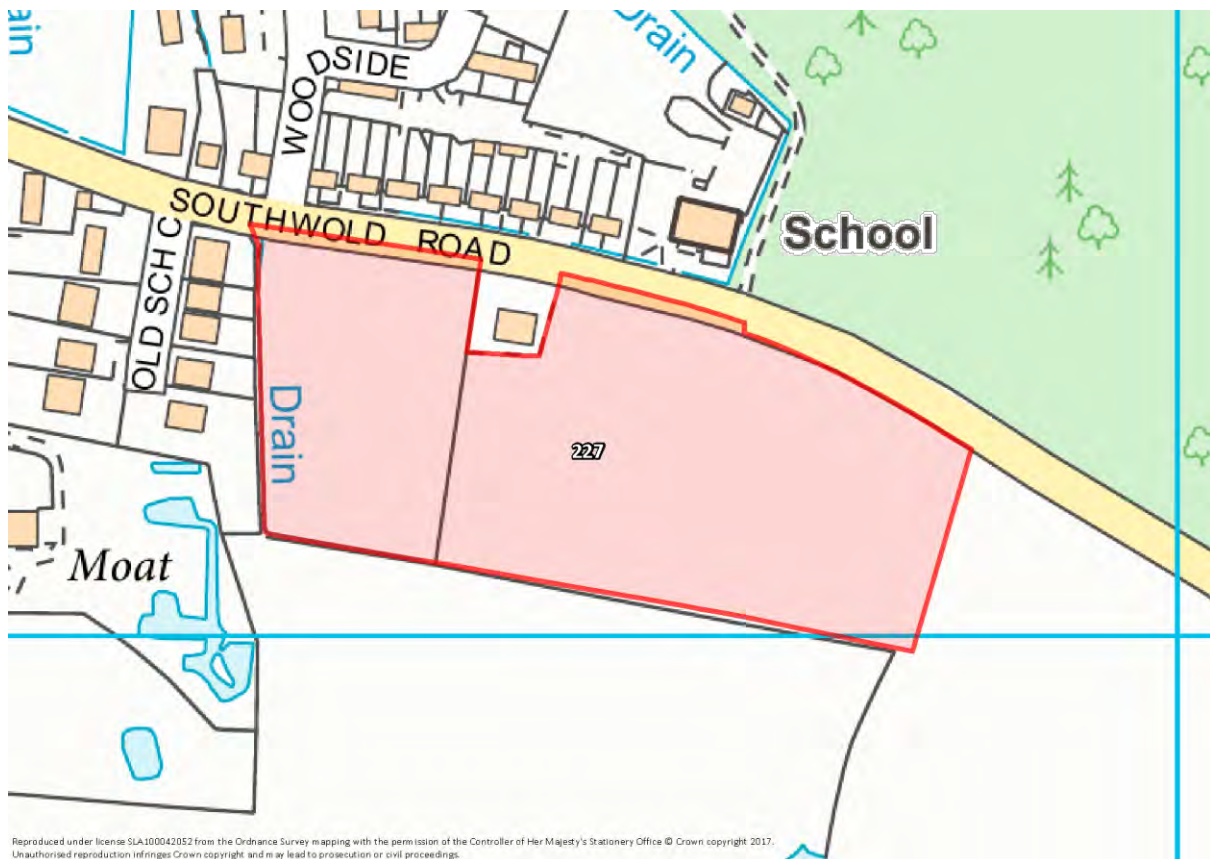 Drain
ain
WOODSIDE
SOUTHWOLD ROAD
School
OLD SCH C
Drain
227
Moat
Reproduced under license SLA100042052 from the Ordnance Survey mapping with the permission of the Controller of Her Majesty's Stationery Office © Crown copyright 2017.
Unauthorised reproduction infringes Crown copyright and may lead to prosecution or civil proceedings.